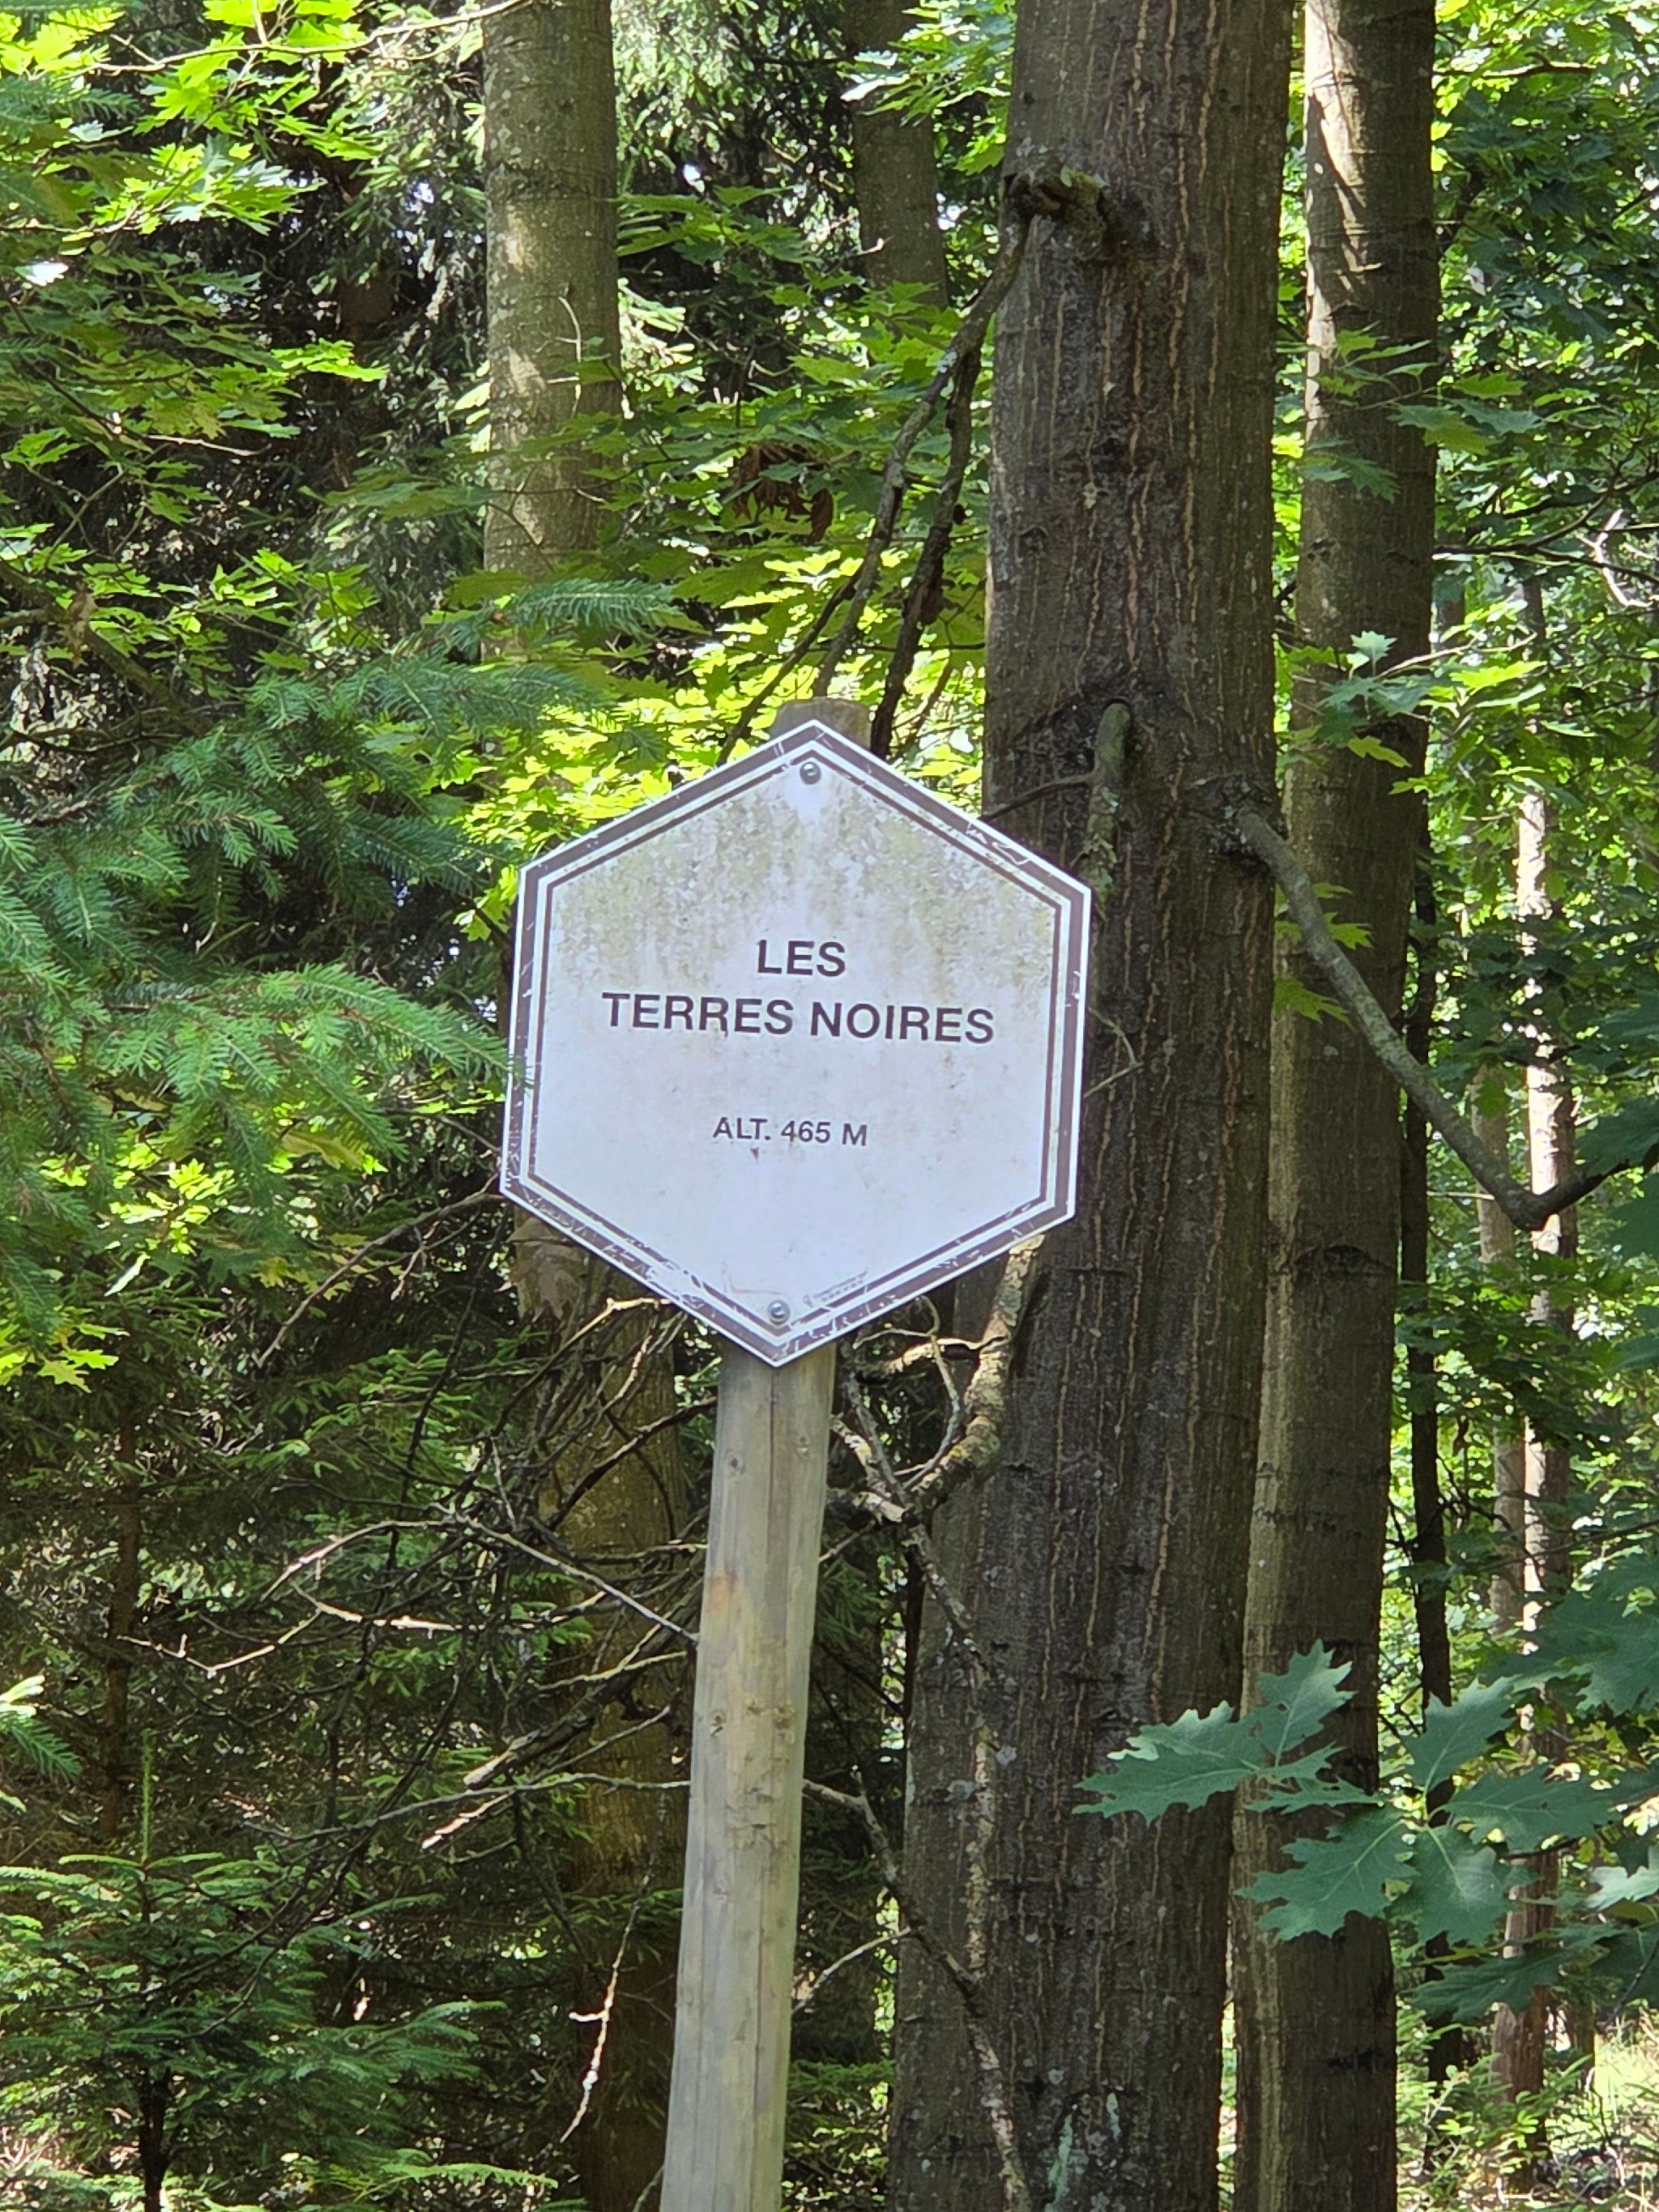 LES
TERRES NOIRES
ALT. 465 M